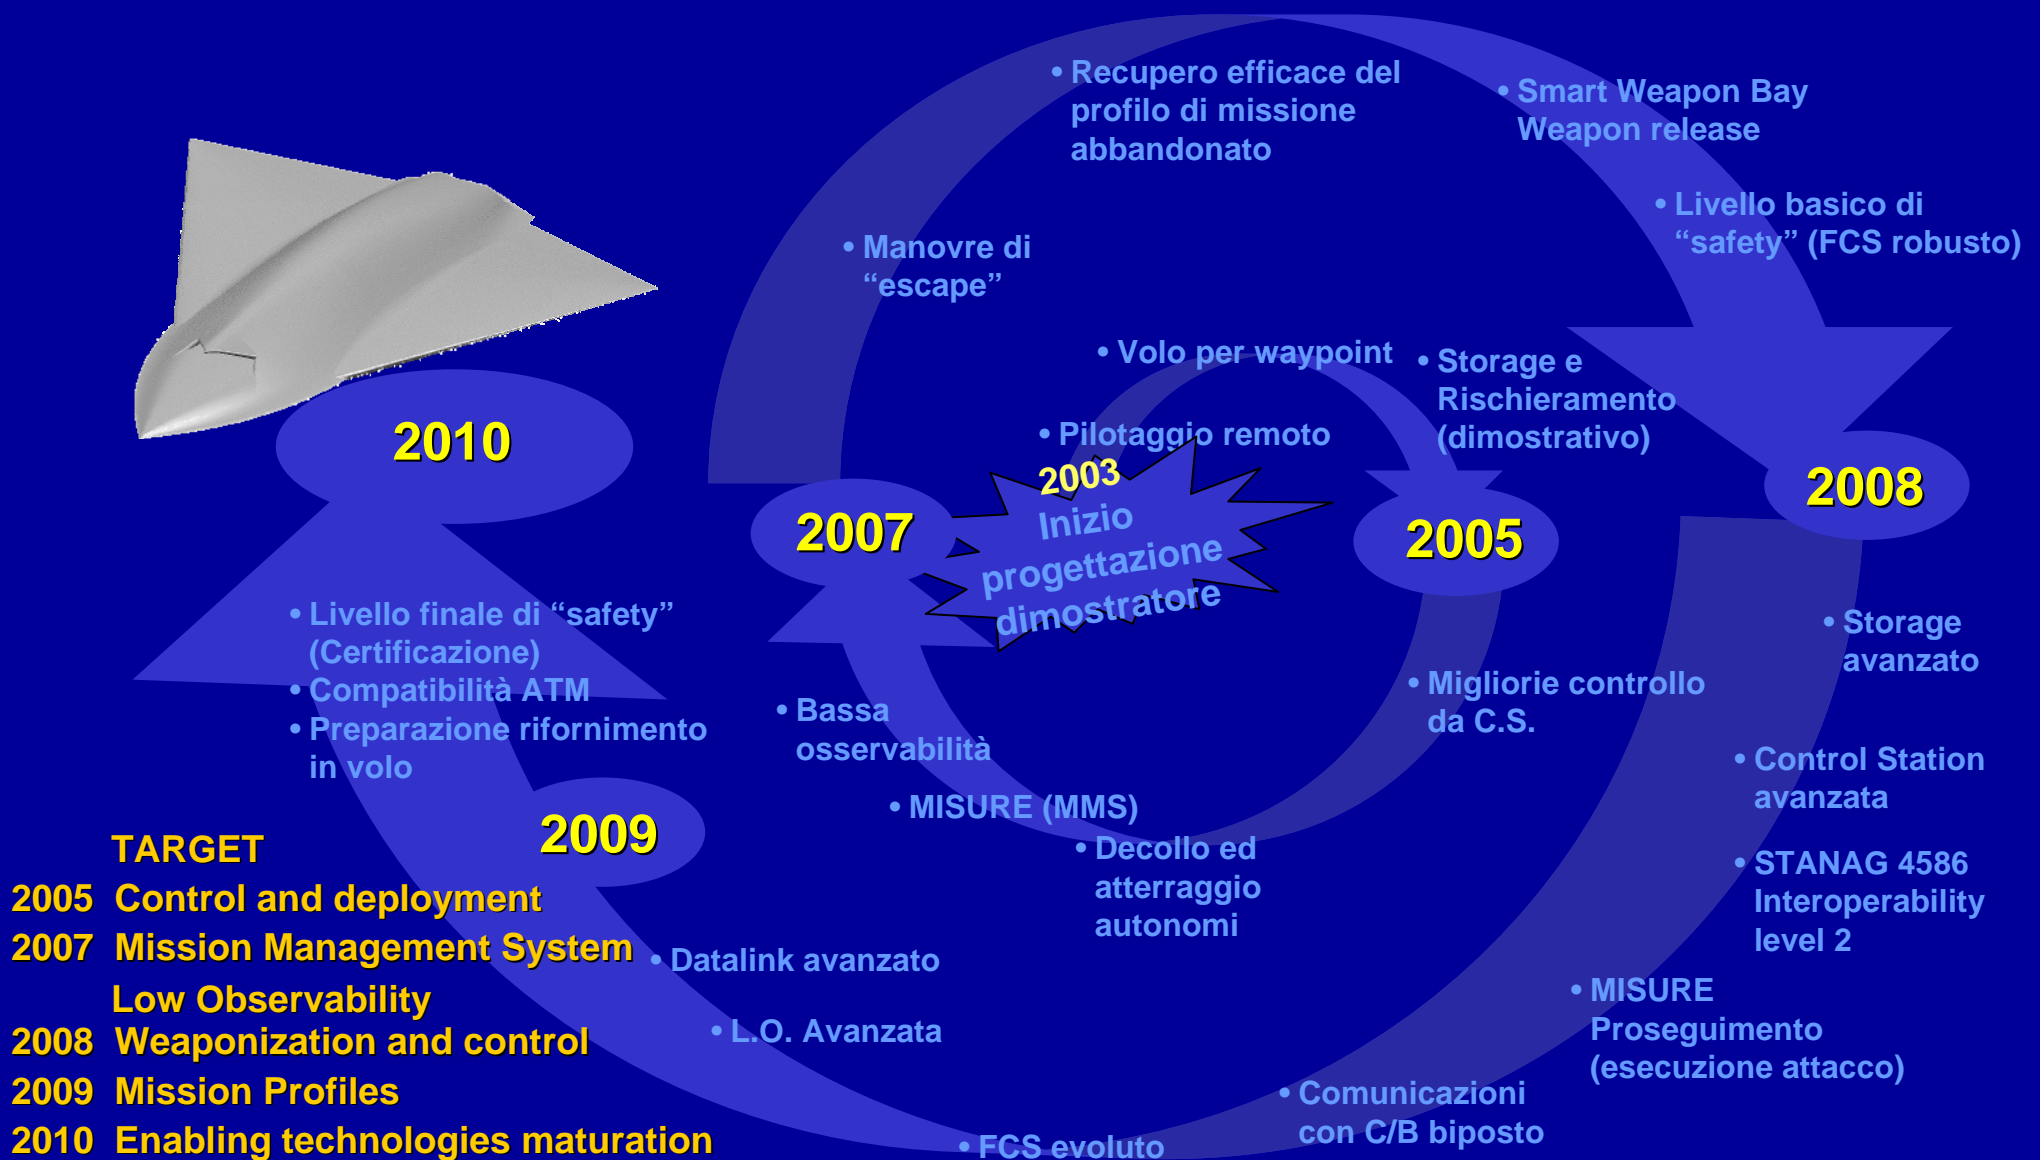 • Recupero efficace del
profilo di missione
abbandonato
• Smart Weapon Bay
Weapon release
• Livello basico di
“safety” (FCS robusto)
• Manovre di
“escape”
• Volo per waypoint
• Pilotaggio remoto
• Storage e
Rischieramento
(dimostrativo)
2010
2007
2003
Inizio
progettazione
dimostratore
2005
2008
• Livello finale di “safety”
(Certificazione)
• Compatibilità ATM
• Preparazione rifornimento
in volo
• Bassa
osservabilità
• MISURE (MMS)
• Decollo ed
atterraggio
autonomi
• Migliorie controllo
da C.S.
• Storage
avanzato
• Control Station
avanzata
• STANAG 4586
Interoperability
level 2
• MISURE
Proseguimento
(esecuzione attacco)
• Comunicazioni
con C/B biposto
• FCS evoluto
• L.O. Avanzata
• Datalink avanzato
2009
TARGET
2005 Control and deployment
2007 Mission Management System
Low Observability
2008 Weaponization and control
2009 Mission Profiles
2010 Enabling technologies maturation